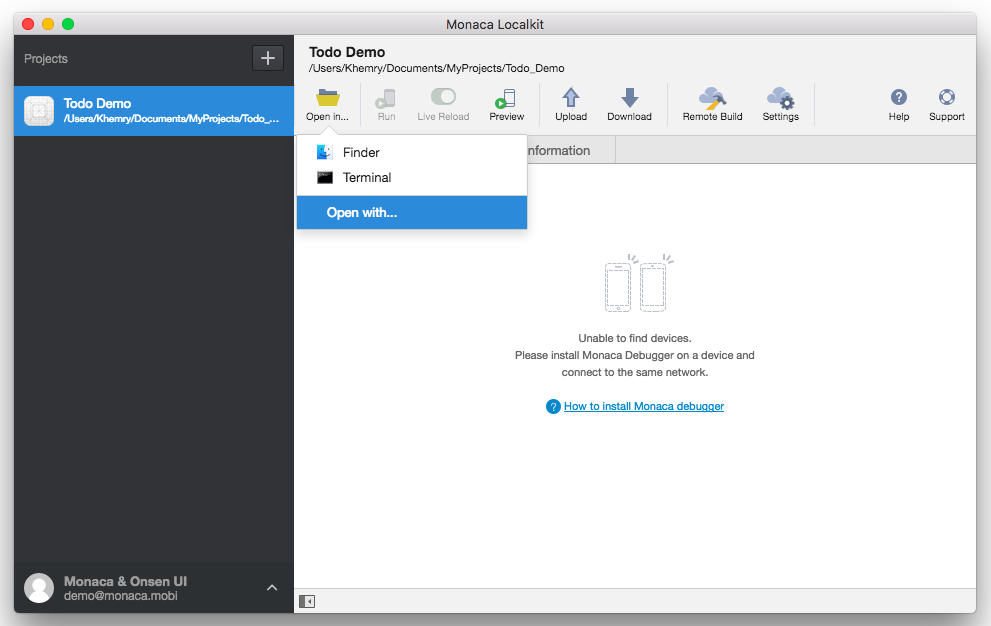 Monaca Localkit
Projects
Todo Demo
/Users/Khemry/Documents/MyProjects/Todo_...
Todo Demo
/Users/Khemry/Documents/MyProjects/Todo_Demo
Open in...
Run
Live Reload
Preview
Upload
Download
Remote Build
Settings
Help
Support
Finder
Terminal
Open with...
nformation
Unable to find devices.
Please install Monaca Debugger on a device and
connect to the same network.
? How to install Monaca debugger
Monaca & Onsen UI
demo@monaca.mobi